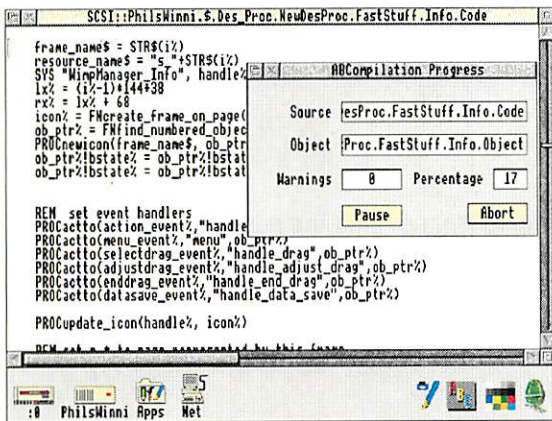 SCSI::PhilsWinni.$.Des_Proc.NewDesProc.FastStuff.Info.Code
frame_name$ = STR$(i%)
resource_name$ = "s_"+STR$(i%)
SYS "WimpManager_Info", handle%
lx% = (i%-1)*144+38
rx% = lx% + 68
icon% = FNcreate_frame_on_page(
ob_ptr% = FNfind_numbered_objec
PROCnewicon(frame_name$, ob_ptr
ob_ptr%!bstate% = ob_ptr%!bstat
ob_ptr%!bstate% = ob_ptr%!bstat
REM set event handlers
PROCactto(action_event%,"handle
PROCactto(menu_event%,"menu",ob_ptr%)
PROCactto(selectdrag_event%,"handle_drag",ob_ptr%)
PROCactto(adjustdrag_event%,"handle_adjust_drag",ob_ptr%)
PROCactto(enddrag_event%,"handle_end_drag",ob_ptr%)
PROCactto(datasave_event%,"handle_data_save",ob_ptr%)
PROCupdate_icon(handle%, icon%)
ABCompilation Progress
Source esProc.FastStuff.Info.Code
Object Proc.FastStuff.Info.Object
Warnings 0 Percentage 17
Pause Abort
:0 PhilsWinni Apps Net